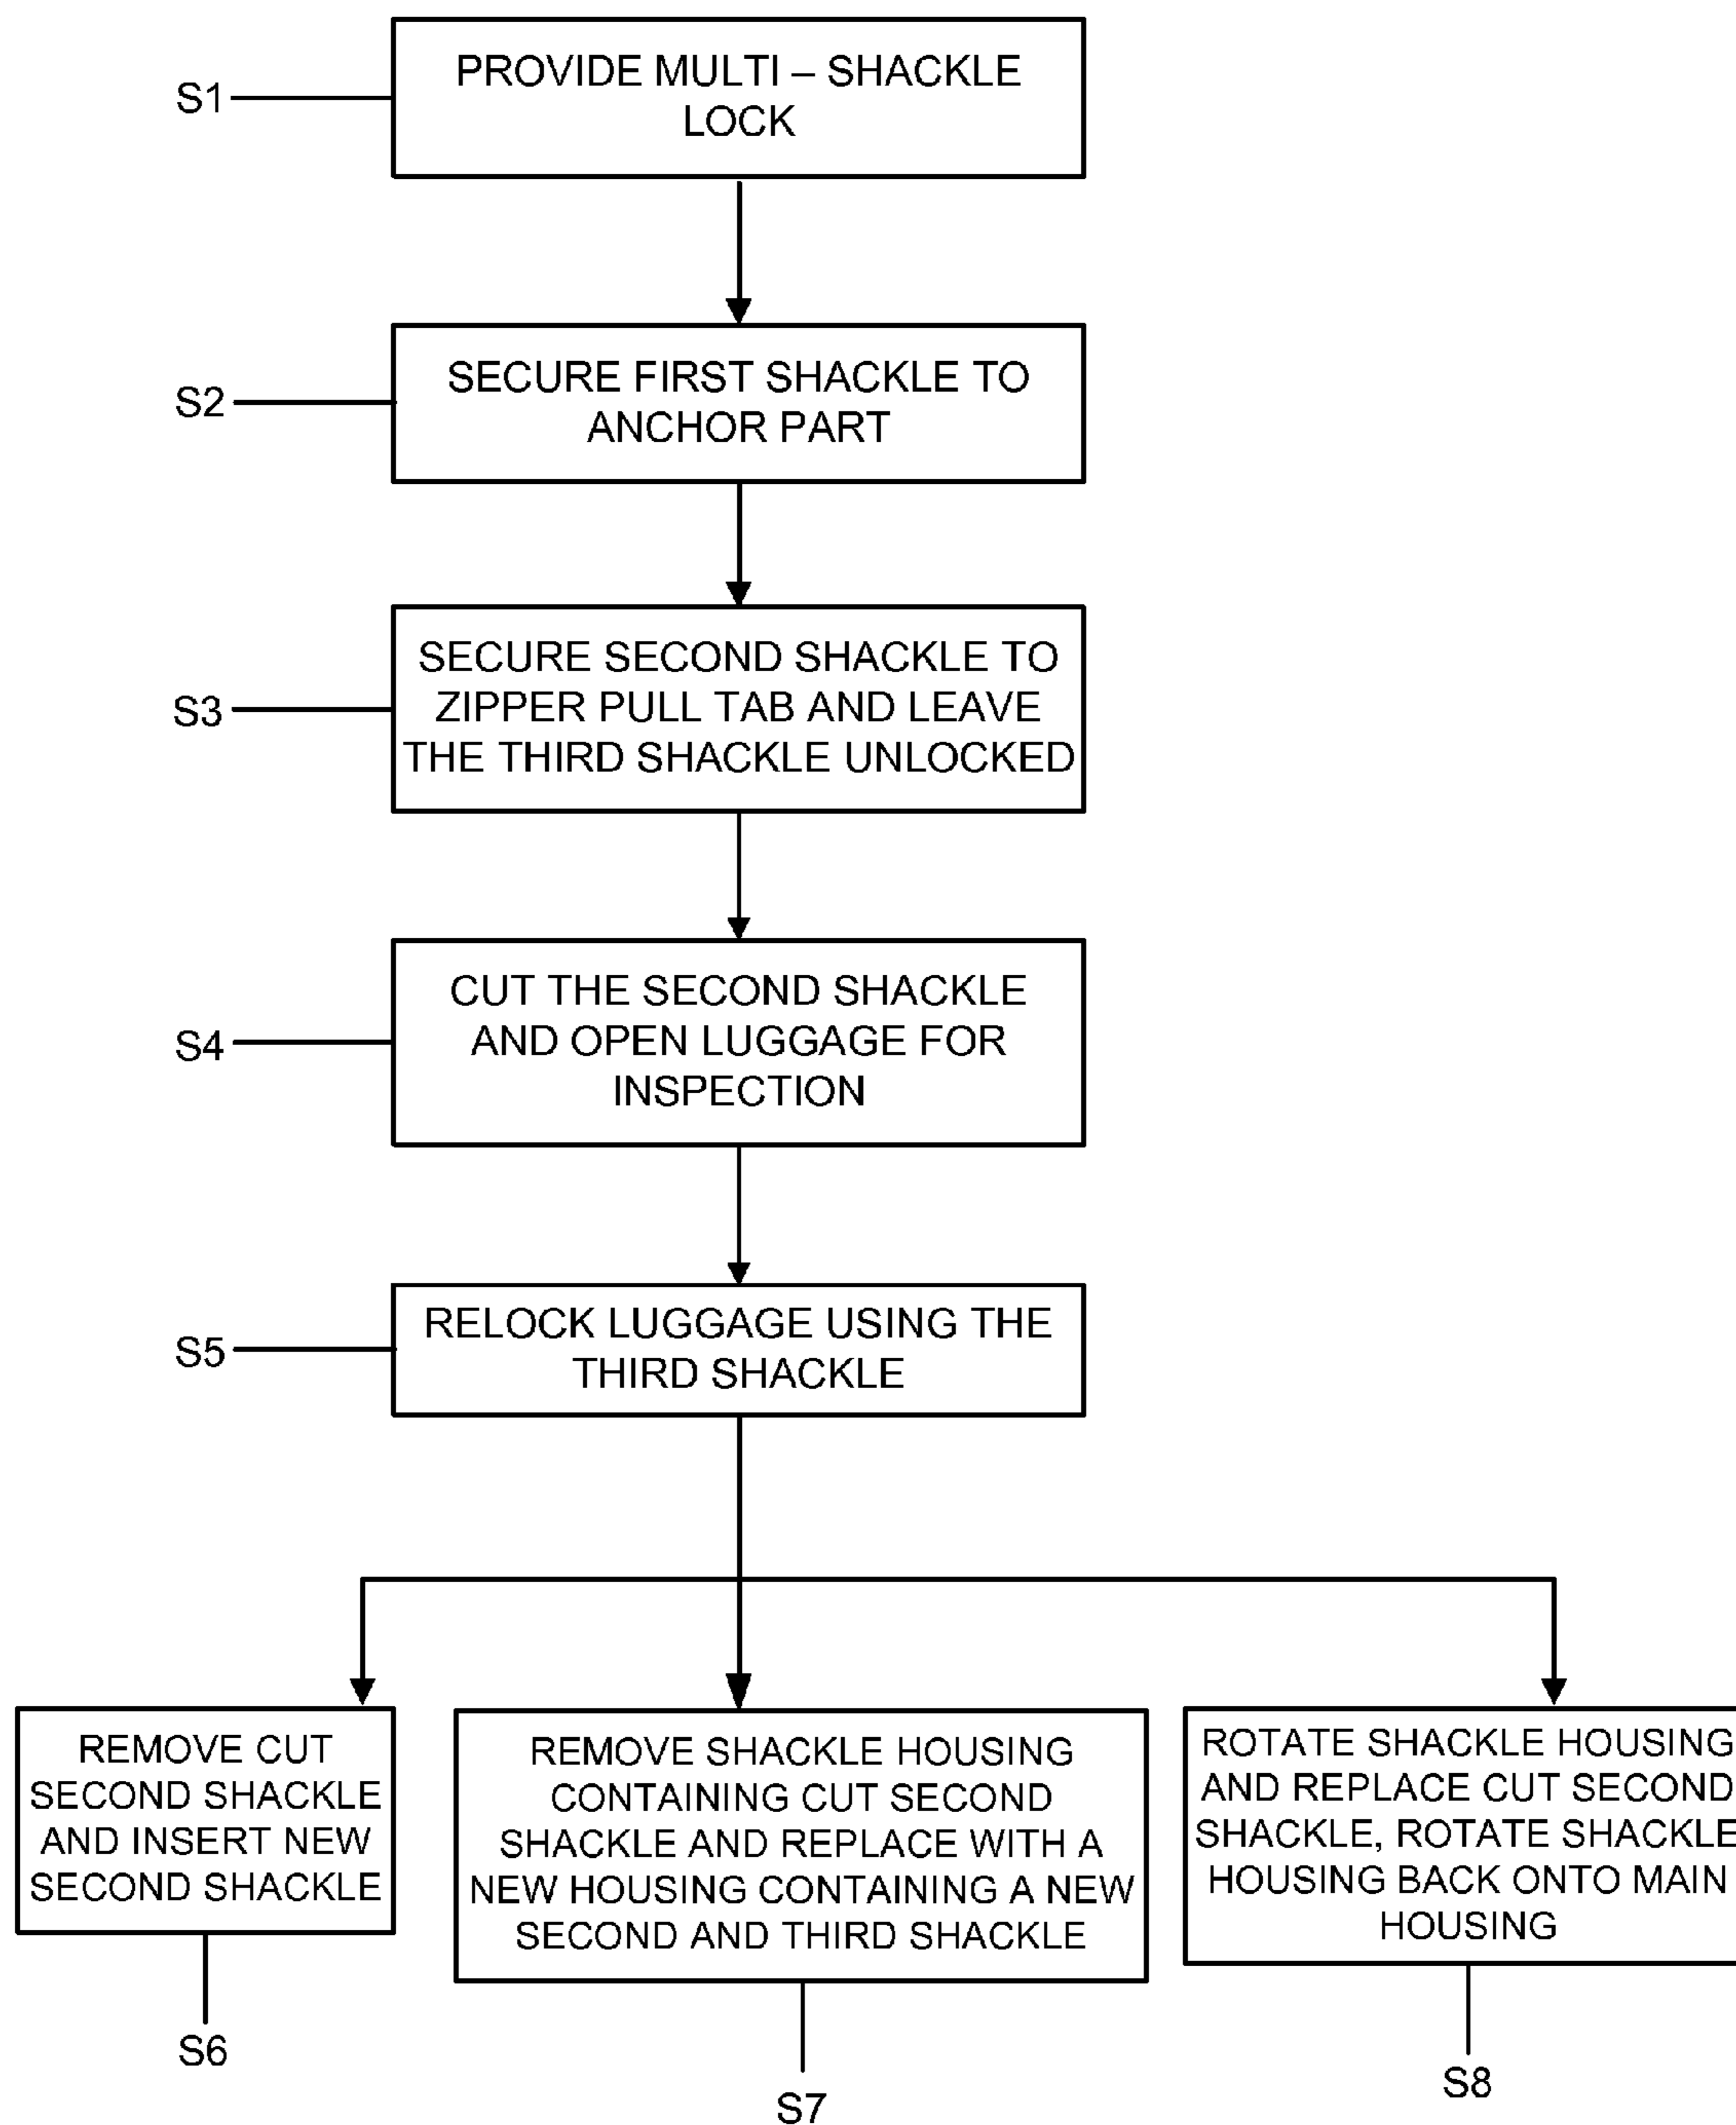 S1
PROVIDE MULTI – SHACKLE
LOCK
S2
SECURE FIRST SHACKLE TO
ANCHOR PART
S3
SECURE SECOND SHACKLE TO
ZIPPER PULL TAB AND LEAVE
THE THIRD SHACKLE UNLOCKED
S4
CUT THE SECOND SHACKLE
AND OPEN LUGGAGE FOR
INSPECTION
S5
RELOCK LUGGAGE USING THE
THIRD SHACKLE
REMOVE CUT
SECOND SHACKLE
AND INSERT NEW
SECOND SHACKLE
S6
REMOVE SHACKLE HOUSING
CONTAINING CUT SECOND
SHACKLE AND REPLACE WITH A
NEW HOUSING CONTAINING A NEW
SECOND AND THIRD SHACKLE
S7
ROTATE SHACKLE HOUSING
AND REPLACE CUT SECOND
SHACKLE, ROTATE SHACKLE
HOUSING BACK ONTO MAIN
HOUSING
S8